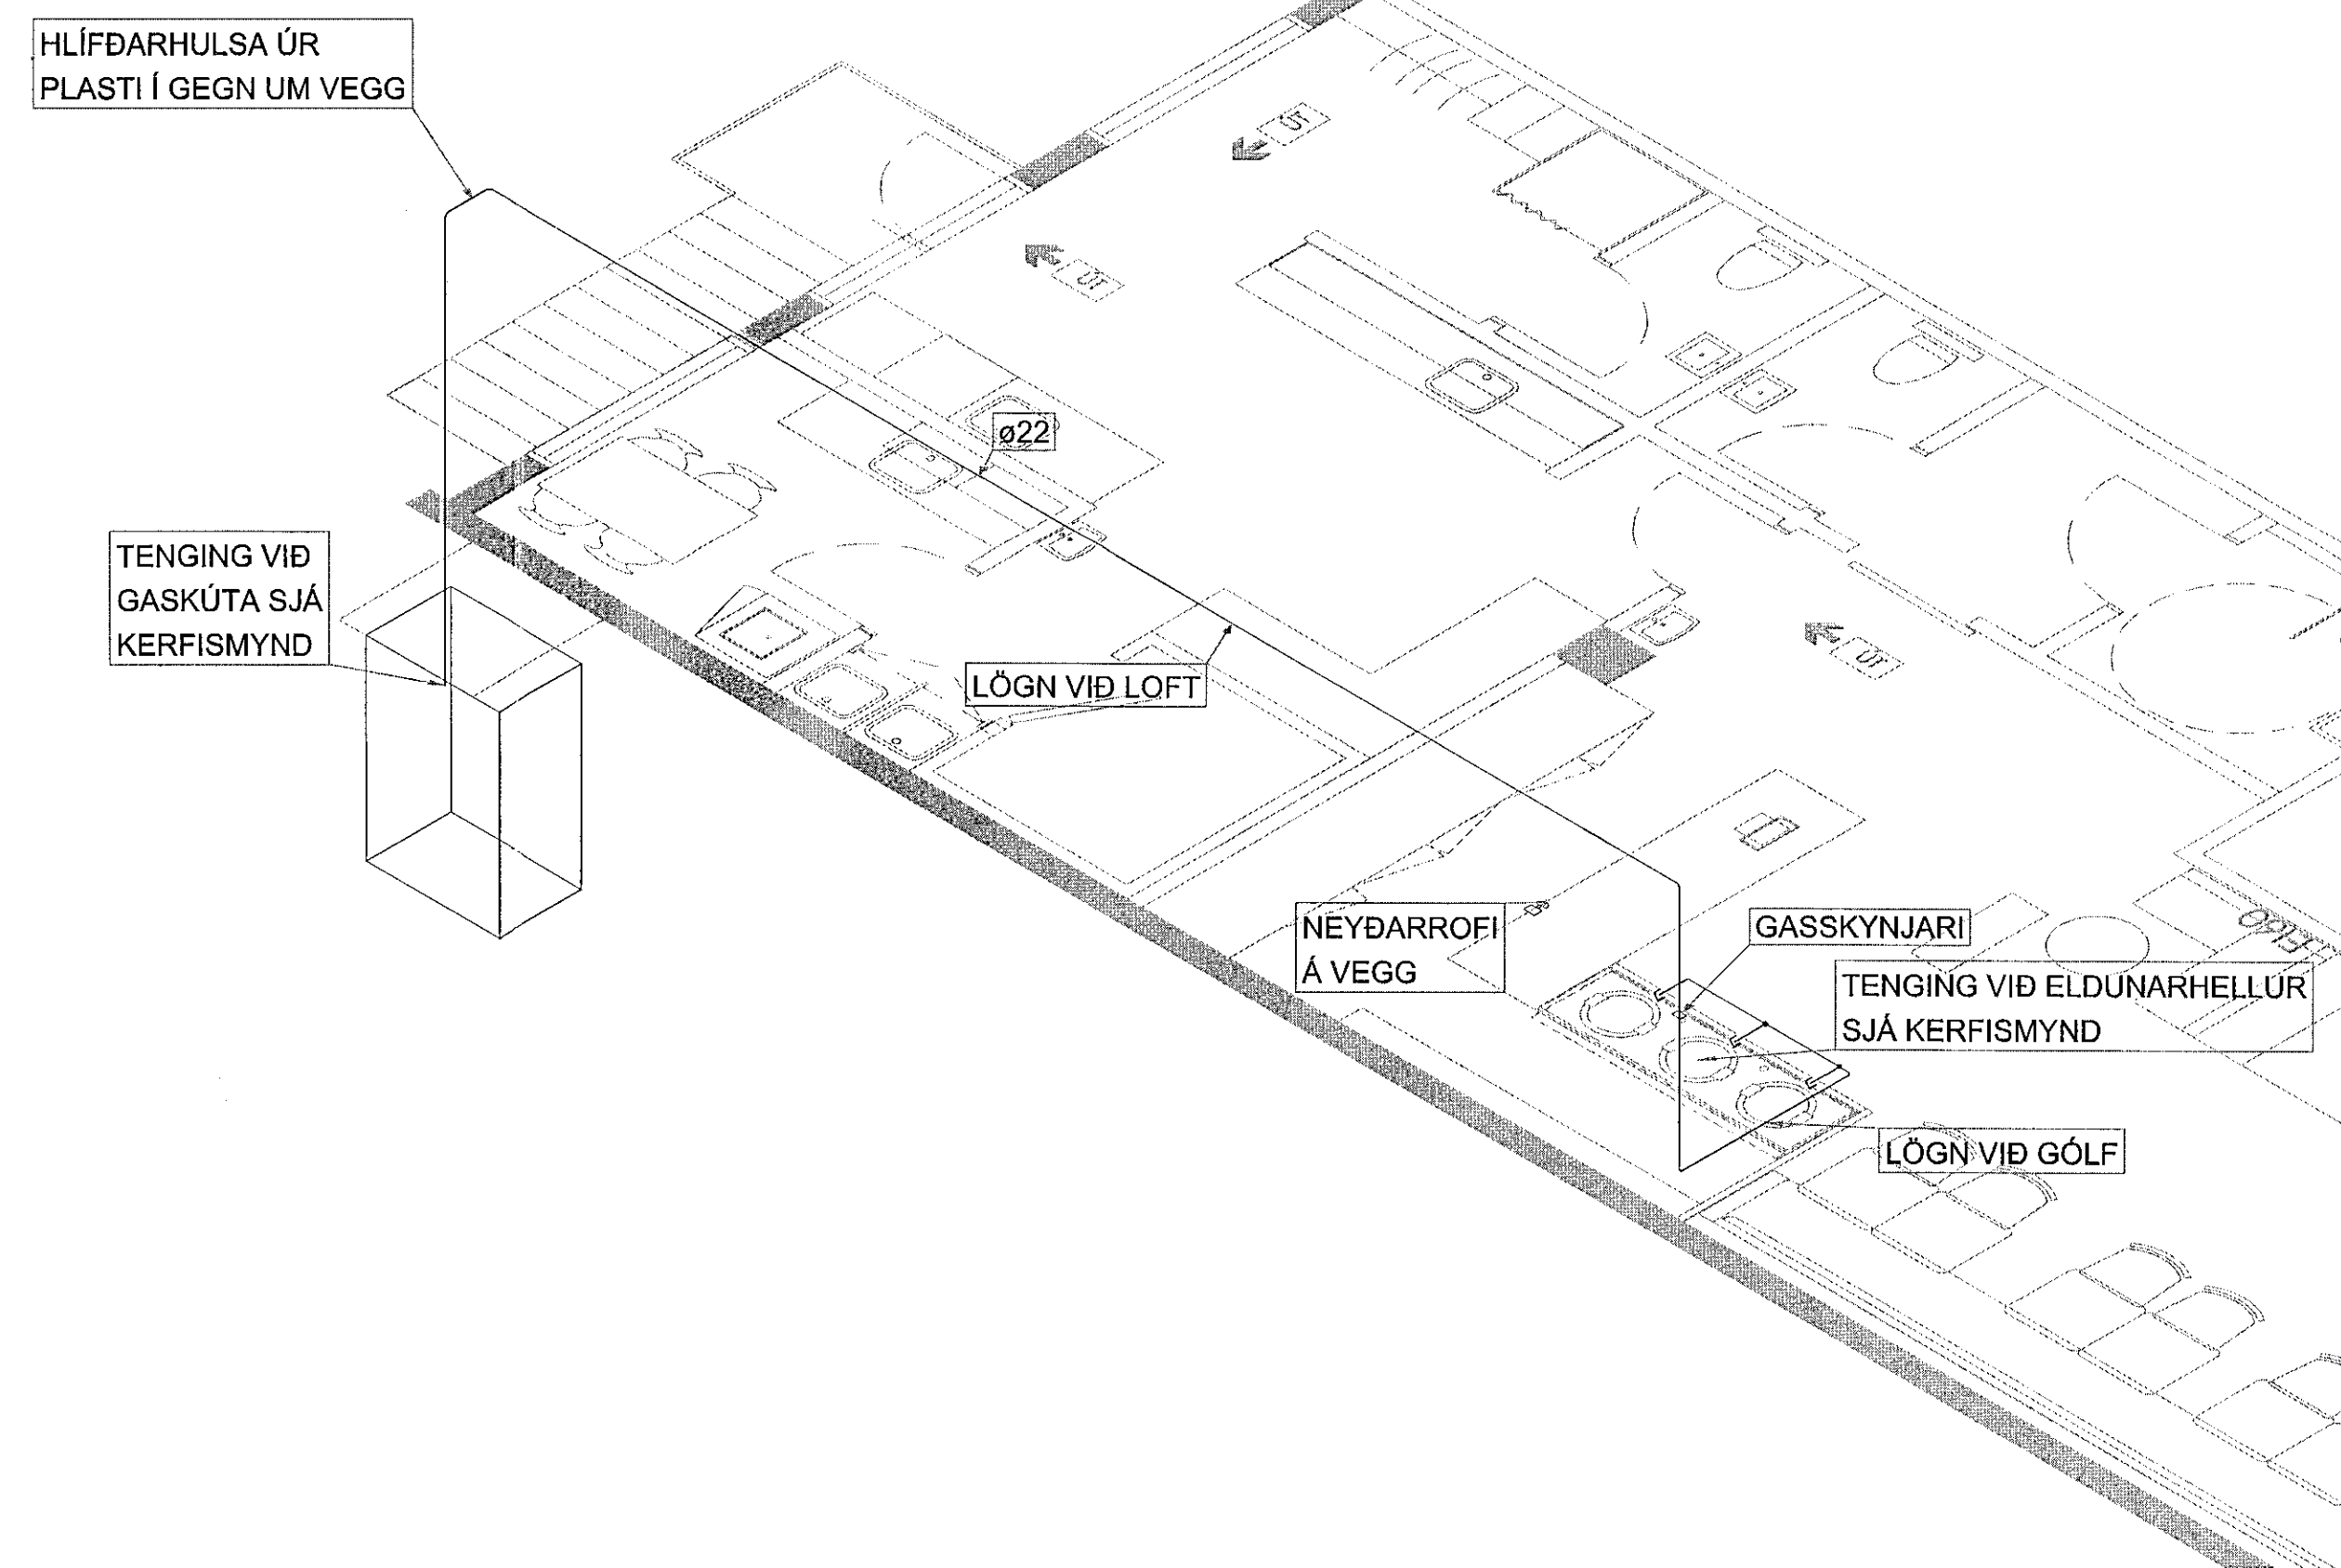 HLÍFÐARHULSA ÚR
PLASTI Í GEGN UM VEGG
ÚT
ÚT
ø22
TENGING VIÐ
GASKÚTA SJÁ
KERFISMYND
LÖGN VIÐ LOFT
ÚT
NEYÐARROFI
Á VEGG
GASSKYNJARI
TENGING VIÐ ELDUNARHELLUR
SJÁ KERFISMYND
LÖGN VIÐ GÓLF